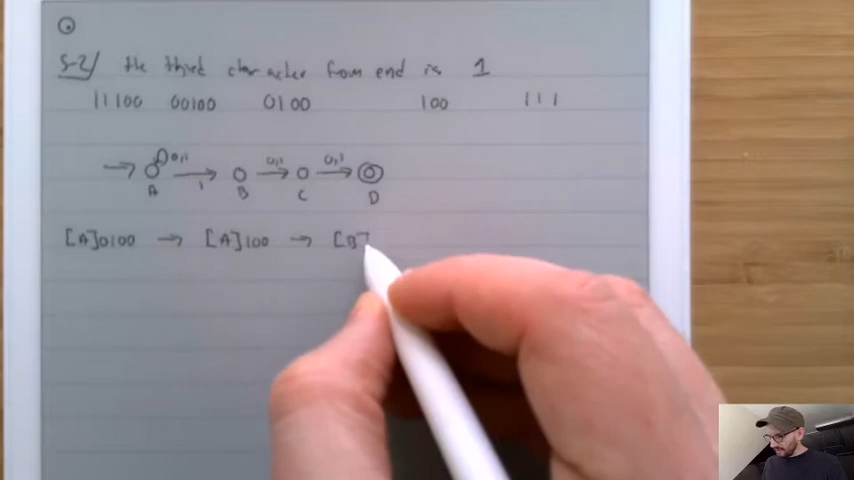 S-2/ the third character from end is 1
11100 00100 0100 100 111
0,1 0,1 0,1
1
A B C D
[A]0100 → [A]100 → [B]